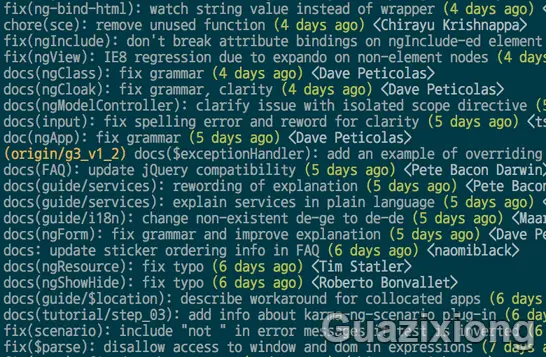 fix(ng-bind-html): watch string value instead of wrapper (4 days ago) <
chore(sce): remove unused function (4 days ago) <Chirayu Krishnappa>
fix(ngInclude): don't break attribute bindings on ngInclude-ed element
fix(ngView): IE8 regression due to expando on non-element nodes (4 days
docs(ngClass): fix grammar (4 days ago) <Dave Peticolas>
docs(ngCloak): fix grammar, clarity (4 days ago) <Dave Peticolas>
docs(ngModelController): clarify issue with isolated scope directive (5
docs(input): fix spelling error and reword for clarity (5 days ago) <ts
doc(ngApp): fix grammar (5 days ago) <Dave Peticolas>
(origin/g3_v1_2) docs($exceptionHandler): add an example of overriding
docs(FAQ): update jQuery compatibility (5 days ago) <Pete Bacon Darwin>
docs(guide/services): rewording of explanation (5 days ago) <Pete Bacon
docs(guide/services): explain services in plain language (5 days ago) <
docs(guide/i18n): change non-existent de-ge to de-de (5 days ago) <Maar
docs(ngForm): fix grammar and improve explanation (5 days ago) <Dave Pe
docs: update sticker ordering info in FAQ (6 days ago) <naomiblack>
docs(ngResource): fix typo (6 days ago) <Tim Statler>
docs(ngShowHide): fix typo (6 days ago) <Roberto Bonvallet>
docs(guide/$location): describe workaround for collocated apps (6 days
docs(tutorial/step_03): add info about karma-ng-scenario plug-in (6 day
fix(scenario): include "not " in error messages if test is inverted (6
fix($parse): disallow access to window and dom in expressions (7 days a
Guazixiong